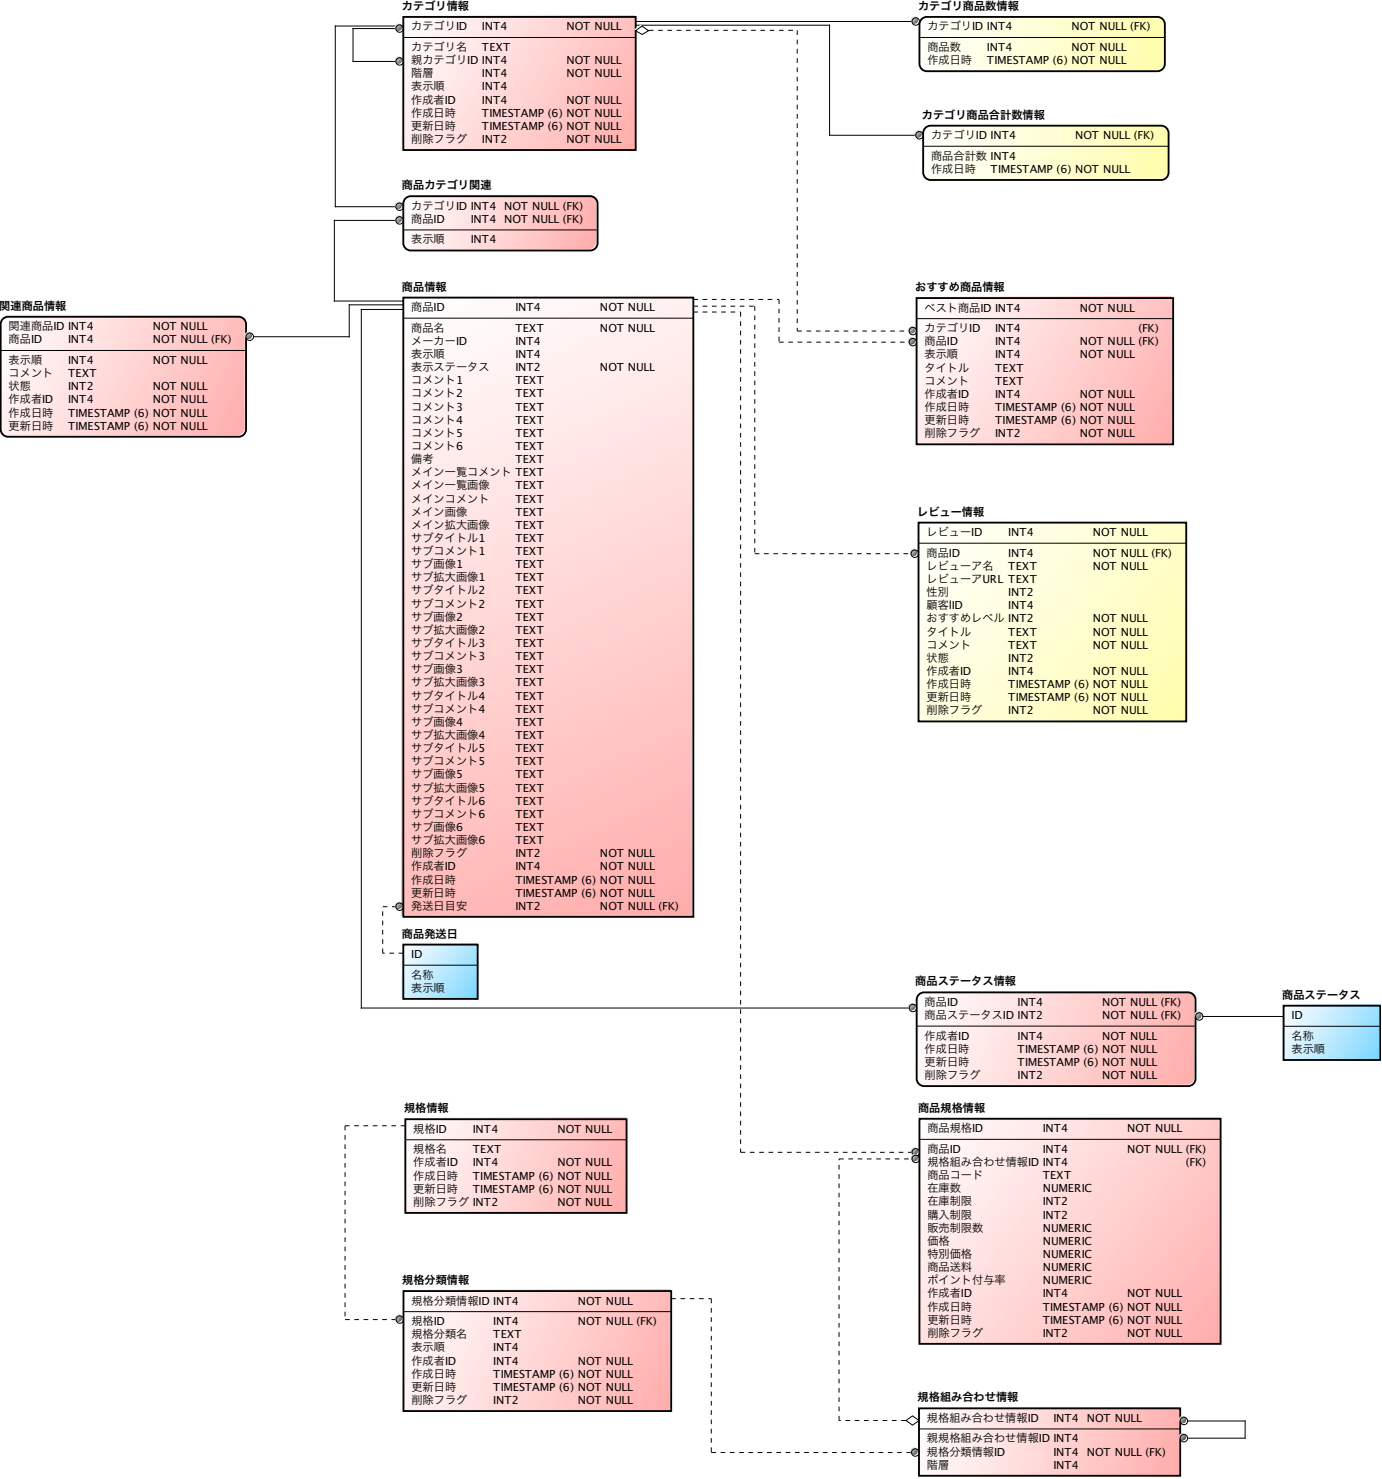 カテゴリ情報
カテゴリID INT4 NOT NULL
カテゴリ名 TEXT
親カテゴリID INT4 NOT NULL
階層 INT4 NOT NULL
表示順 INT4
作成者ID INT4 NOT NULL
作成日時 TIMESTAMP (6) NOT NULL
更新日時 TIMESTAMP (6) NOT NULL
削除フラグ INT2 NOT NULL
カテゴリ商品数情報
カテゴリID INT4 NOT NULL (FK)
商品数 INT4 NOT NULL
作成日時 TIMESTAMP (6) NOT NULL
カテゴリ商品合計数情報
カテゴリID INT4 NOT NULL (FK)
商品合計数 INT4
作成日時 TIMESTAMP (6) NOT NULL
商品カテゴリ関連
カテゴリID INT4 NOT NULL (FK)
商品ID INT4 NOT NULL (FK)
表示順 INT4
関連商品情報
関連商品ID INT4 NOT NULL
商品ID INT4 NOT NULL (FK)
表示順 INT4 NOT NULL
コメント TEXT
状態 INT2 NOT NULL
作成者ID INT4 NOT NULL
作成日時 TIMESTAMP (6) NOT NULL
更新日時 TIMESTAMP (6) NOT NULL
商品情報
商品ID INT4 NOT NULL
商品名 TEXT NOT NULL
メーカーID INT4
表示順 INT4
表示ステータス INT2 NOT NULL
コメント1 TEXT
コメント2 TEXT
コメント3 TEXT
コメント4 TEXT
コメント5 TEXT
コメント6 TEXT
備考 TEXT
メイン一覧コメント TEXT
メイン一覧画像 TEXT
メインコメント TEXT
メイン画像 TEXT
メイン拡大画像 TEXT
サブタイトル1 TEXT
サブコメント1 TEXT
サブ画像1 TEXT
サブ拡大画像1 TEXT
サブタイトル2 TEXT
サブコメント2 TEXT
サブ画像2 TEXT
サブ拡大画像2 TEXT
サブタイトル3 TEXT
サブコメント3 TEXT
サブ画像3 TEXT
サブ拡大画像3 TEXT
サブタイトル4 TEXT
サブコメント4 TEXT
サブ画像4 TEXT
サブ拡大画像4 TEXT
サブタイトル5 TEXT
サブコメント5 TEXT
サブ画像5 TEXT
サブ拡大画像5 TEXT
サブタイトル6 TEXT
サブコメント6 TEXT
サブ画像6 TEXT
サブ拡大画像6 TEXT
削除フラグ INT2 NOT NULL
作成者ID INT4 NOT NULL
作成日時 TIMESTAMP (6) NOT NULL
更新日時 TIMESTAMP (6) NOT NULL
発送日目安 INT2 NOT NULL (FK)
おすすめ商品情報
ベスト商品ID INT4 NOT NULL
カテゴリID INT4 (FK)
商品ID INT4 NOT NULL (FK)
表示順 INT4 NOT NULL
タイトル TEXT
コメント TEXT
作成者ID INT4 NOT NULL
作成日時 TIMESTAMP (6) NOT NULL
更新日時 TIMESTAMP (6) NOT NULL
削除フラグ INT2 NOT NULL
レビュー情報
レビューID INT4 NOT NULL
商品ID INT4 NOT NULL (FK)
レビューア名 TEXT NOT NULL
レビューアURL TEXT
性別 INT2
顧客IID INT4
おすすめレベル INT2 NOT NULL
タイトル TEXT NOT NULL
コメント TEXT NOT NULL
状態 INT2
作成者ID INT4 NOT NULL
作成日時 TIMESTAMP (6) NOT NULL
更新日時 TIMESTAMP (6) NOT NULL
削除フラグ INT2 NOT NULL
商品発送日
ID
名称
表示順
商品ステータス情報
商品ID INT4 NOT NULL (FK)
商品ステータスID INT2 NOT NULL (FK)
作成者ID INT4 NOT NULL
作成日時 TIMESTAMP (6) NOT NULL
更新日時 TIMESTAMP (6) NOT NULL
削除フラグ INT2 NOT NULL
商品ステータス
ID
名称
表示順
規格情報
規格ID INT4 NOT NULL
規格名 TEXT
作成者ID INT4 NOT NULL
作成日時 TIMESTAMP (6) NOT NULL
更新日時 TIMESTAMP (6) NOT NULL
削除フラグ INT2 NOT NULL
商品規格情報
商品規格ID INT4 NOT NULL
商品ID INT4 NOT NULL (FK)
規格組み合わせ情報ID INT4 (FK)
商品コード TEXT
在庫数 NUMERIC
在庫制限 INT2
購入制限 INT2
販売制限数 NUMERIC
価格 NUMERIC
特別価格 NUMERIC
商品送料 NUMERIC
ポイント付与率 NUMERIC
作成者ID INT4 NOT NULL
作成日時 TIMESTAMP (6) NOT NULL
更新日時 TIMESTAMP (6) NOT NULL
削除フラグ INT2 NOT NULL
規格分類情報
規格分類情報ID INT4 NOT NULL
規格ID INT4 NOT NULL (FK)
規格分類名 TEXT
表示順 INT4
作成者ID INT4 NOT NULL
作成日時 TIMESTAMP (6) NOT NULL
更新日時 TIMESTAMP (6) NOT NULL
削除フラグ INT2 NOT NULL
規格組み合わせ情報
規格組み合わせ情報ID INT4 NOT NULL
親規格組み合わせ情報ID INT4
規格分類情報ID INT4 NOT NULL (FK)
階層 INT4